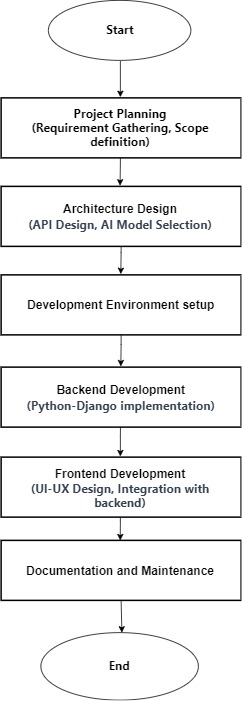 Start
Project Planning
(Requirement Gathering, Scope
definition)
Architecture Design
(API Design, AI Model Selection)
Development Environment setup
Backend Development
(Python-Django implementation)
Frontend Development
(UI-UX Design, Integration with
backend)
Documentation and Maintenance
End